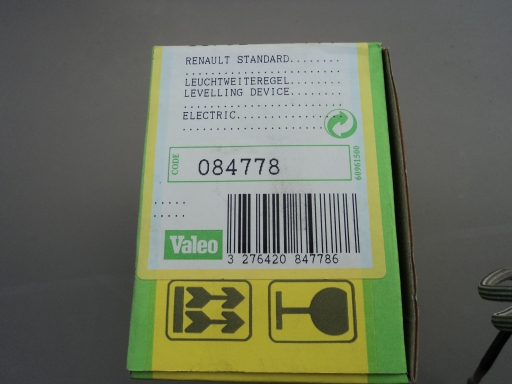 RENAULT STANDARD........
........................
LEUCHTWEITEREGEL........
LEVELLING DEVICE........
........................
ELECTRIC................
........................
CODE 084778 60961500
.....
.....
Valeo
3 276420 847786